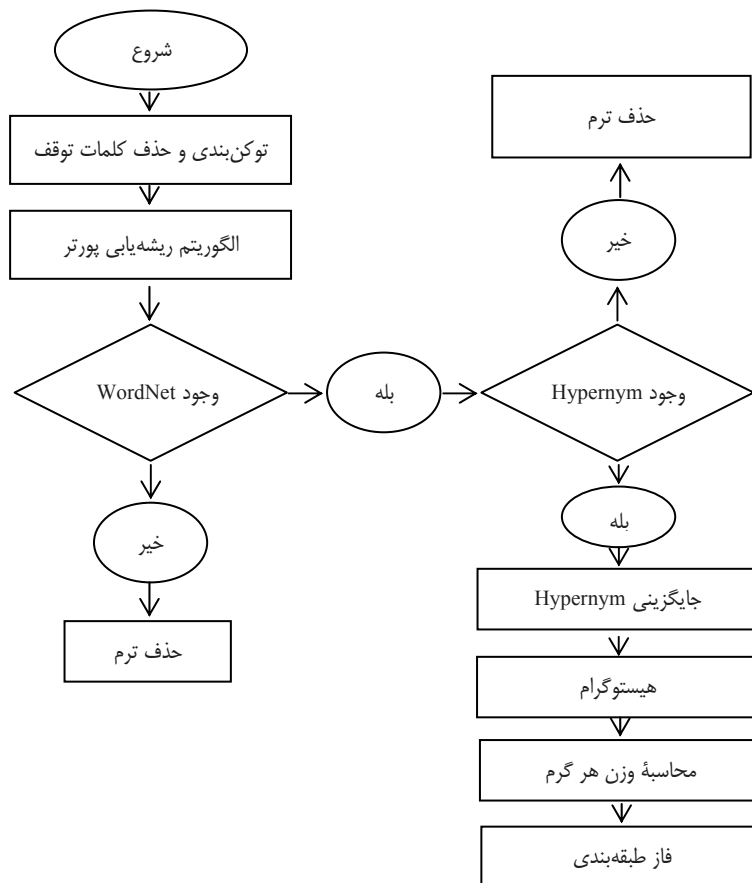 شروع
توکن‌بندی و حذف کلمات توقف
الگوریتم ریشه‌یابی پورتر
وجود WordNet
خیر
حذف ترم
بله
وجود Hypernym
خیر
حذف ترم
بله
جایگزینی Hypernym
هیستوگرام
محاسبۀ وزن هر گرم
فاز طبقه‌بندی